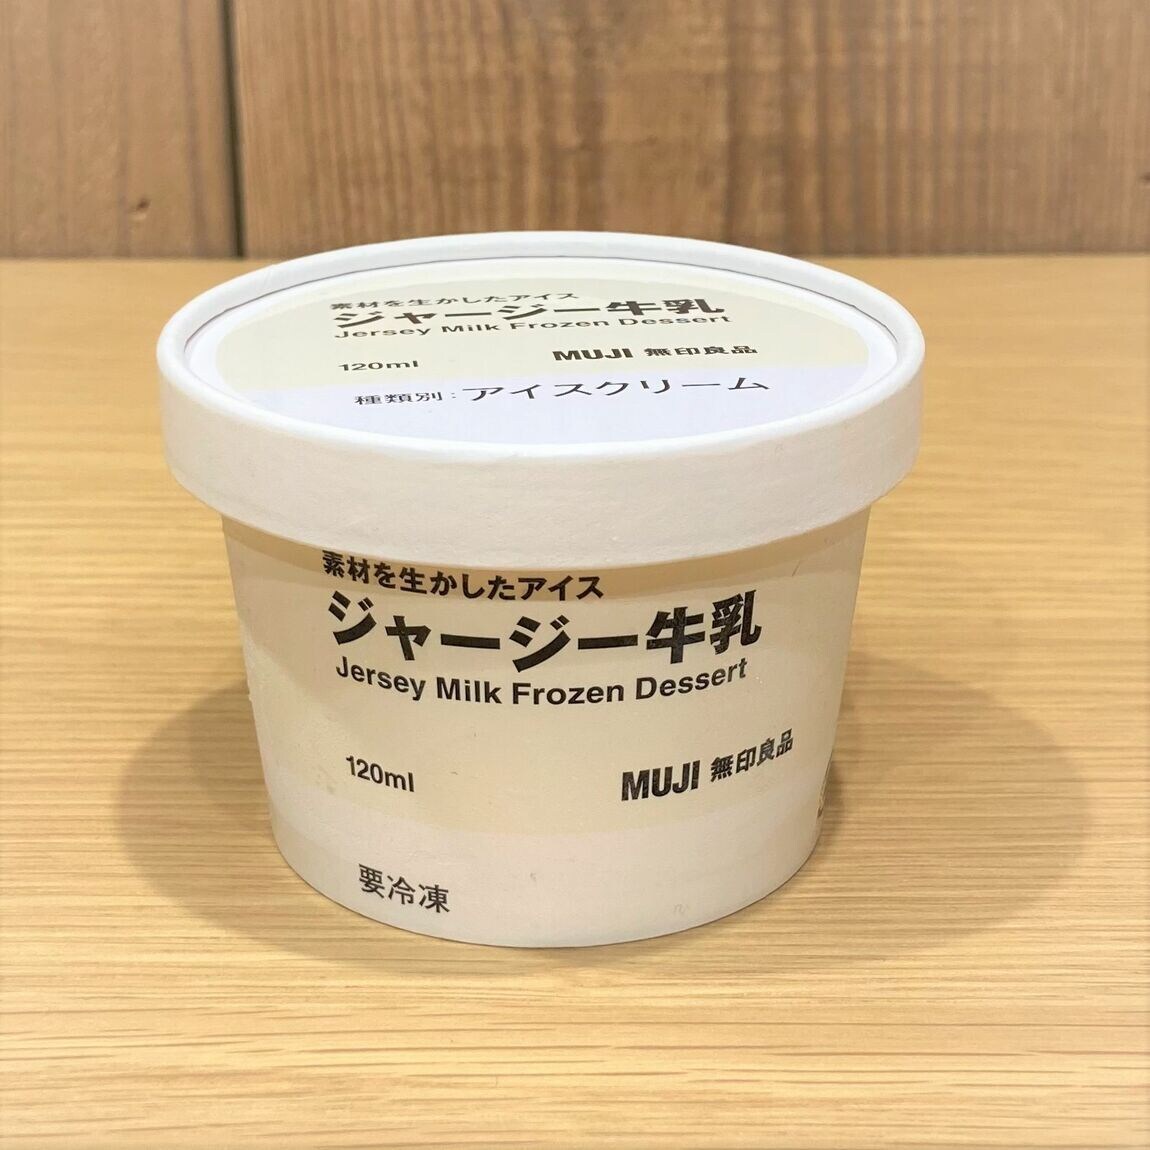 素材を生かしたアイス
ジャージー牛乳
Jersey Milk Frozen Dessert
120ml
MUJI 無印良品
種類別：アイスクリーム
素材を生かしたアイス
ジャージー牛乳
Jersey Milk Frozen Dessert
120ml
MUJI 無印良品
要冷凍